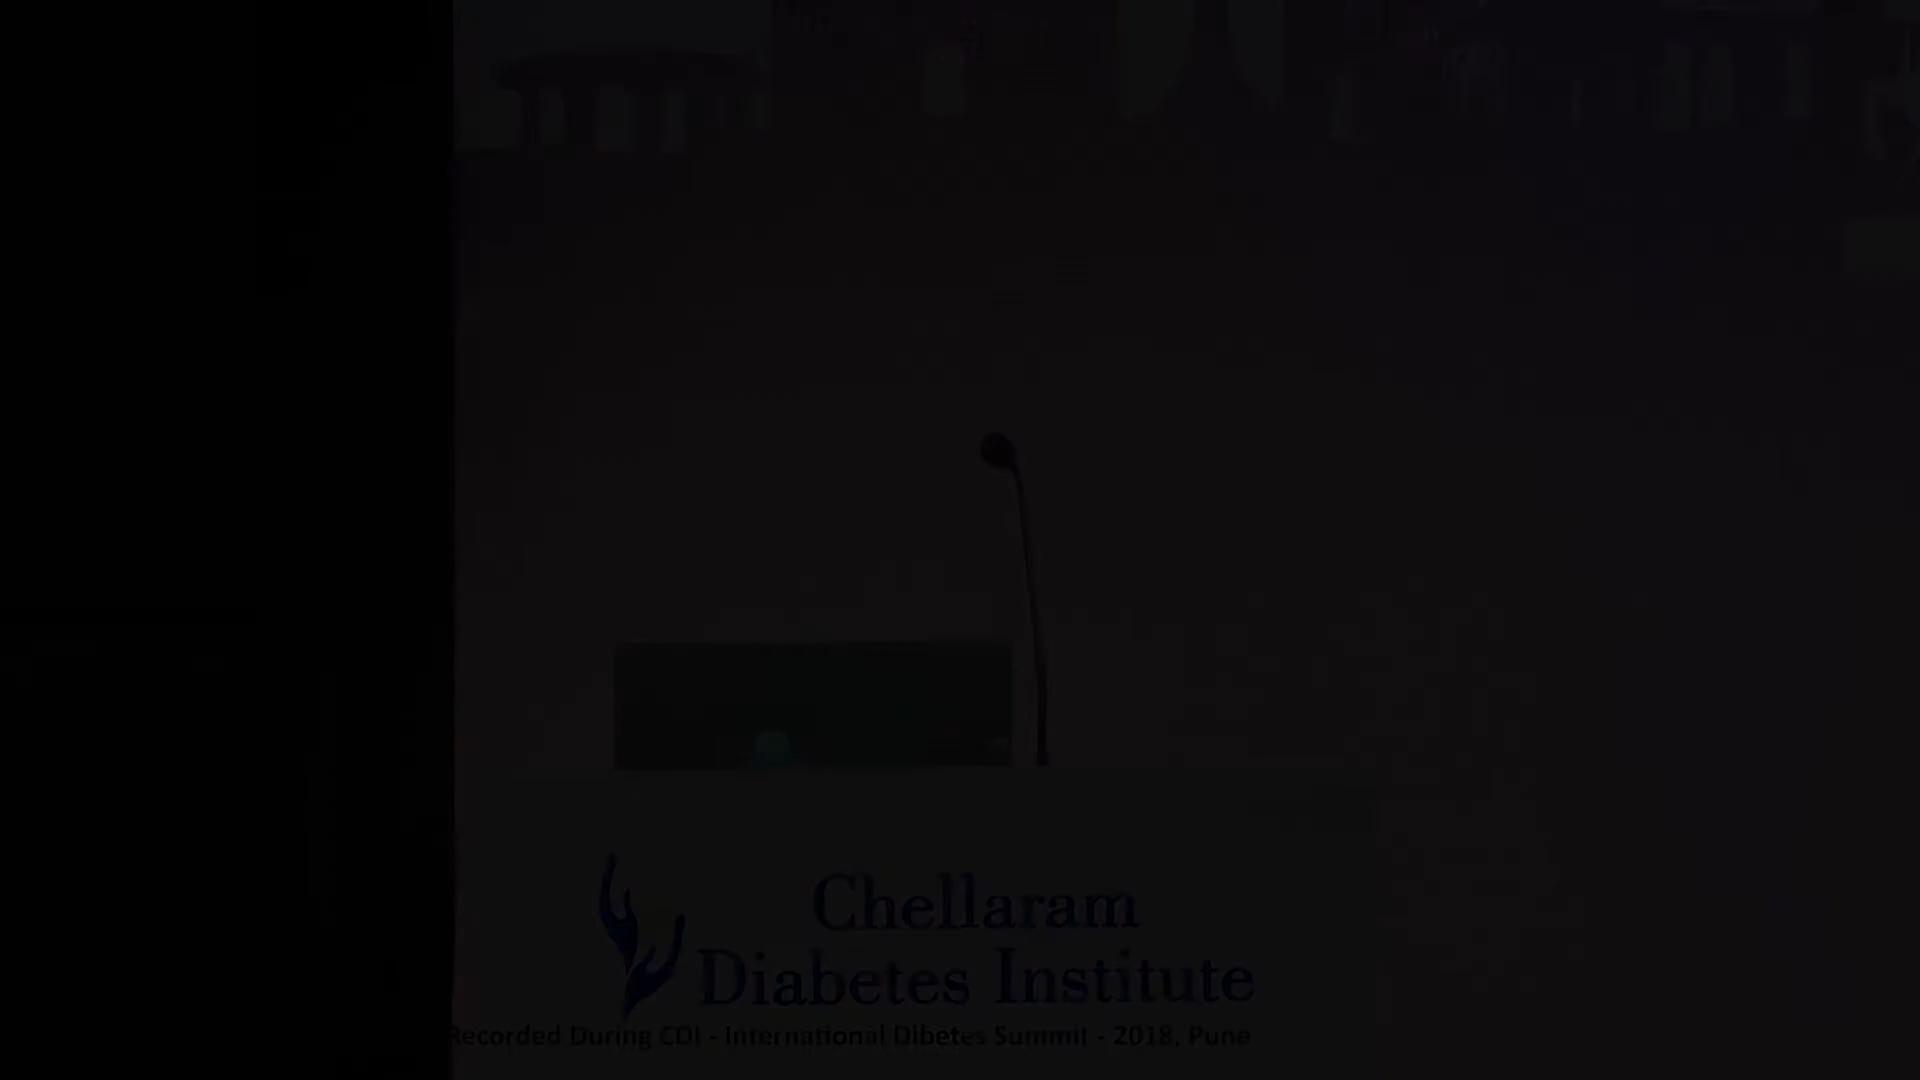 Chellaram
Diabetes Institute
Recorded During CDI - International Dibetes Summit - 2018, Pune